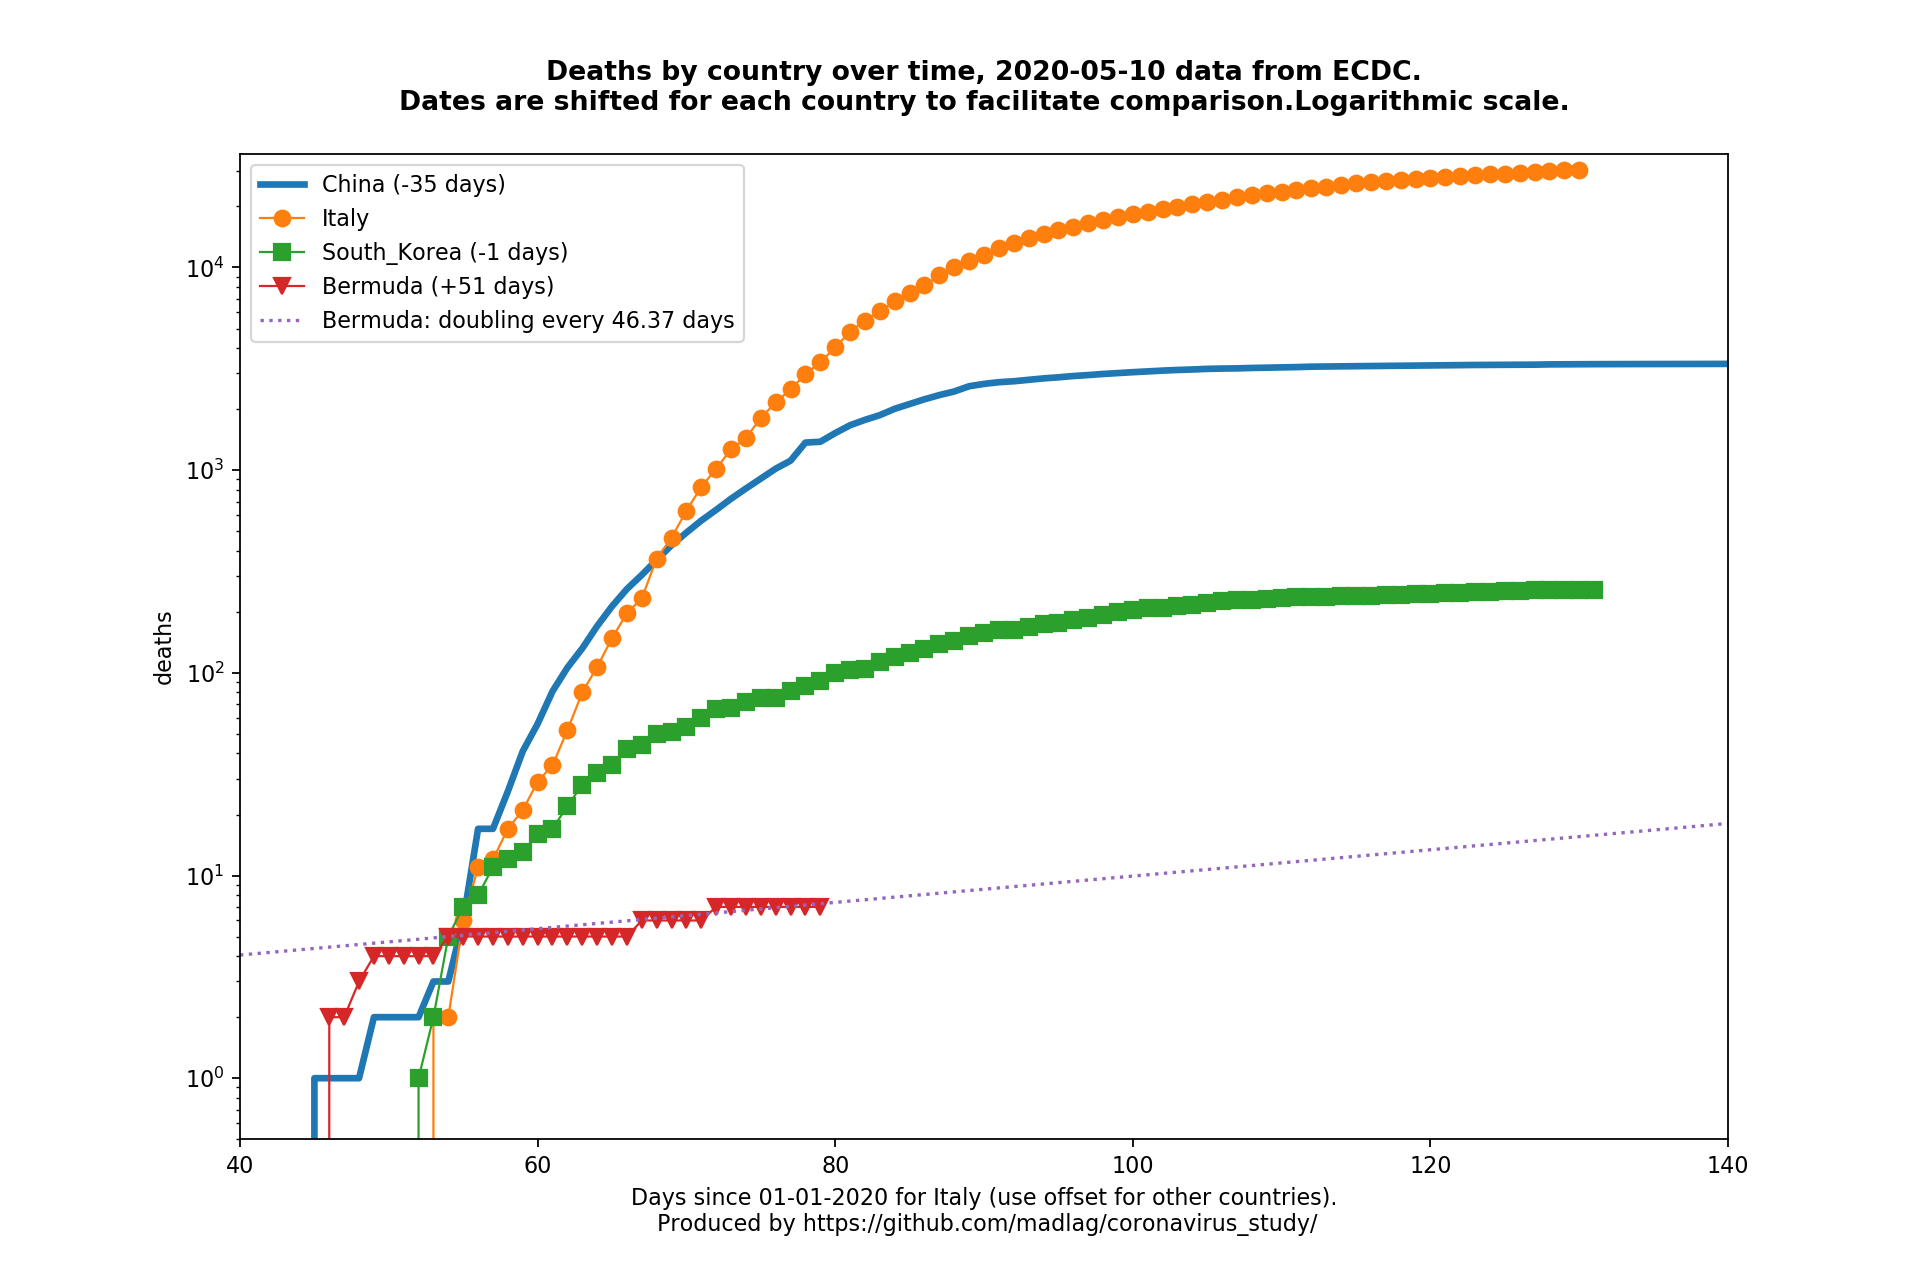 Deaths by country over time, 2020-05-10 data from ECDC.
Dates are shifted for each country to facilitate comparison.Logarithmic scale.
China (-35 days)
Italy
South_Korea (-1 days)
Bermuda (+51 days)
Bermuda: doubling every 46.37 days
deaths
10⁴
10³
10²
10¹
10⁰
40 60 80 100 120 140
Days since 01-01-2020 for Italy (use offset for other countries).
Produced by https://github.com/madlag/coronavirus_study/